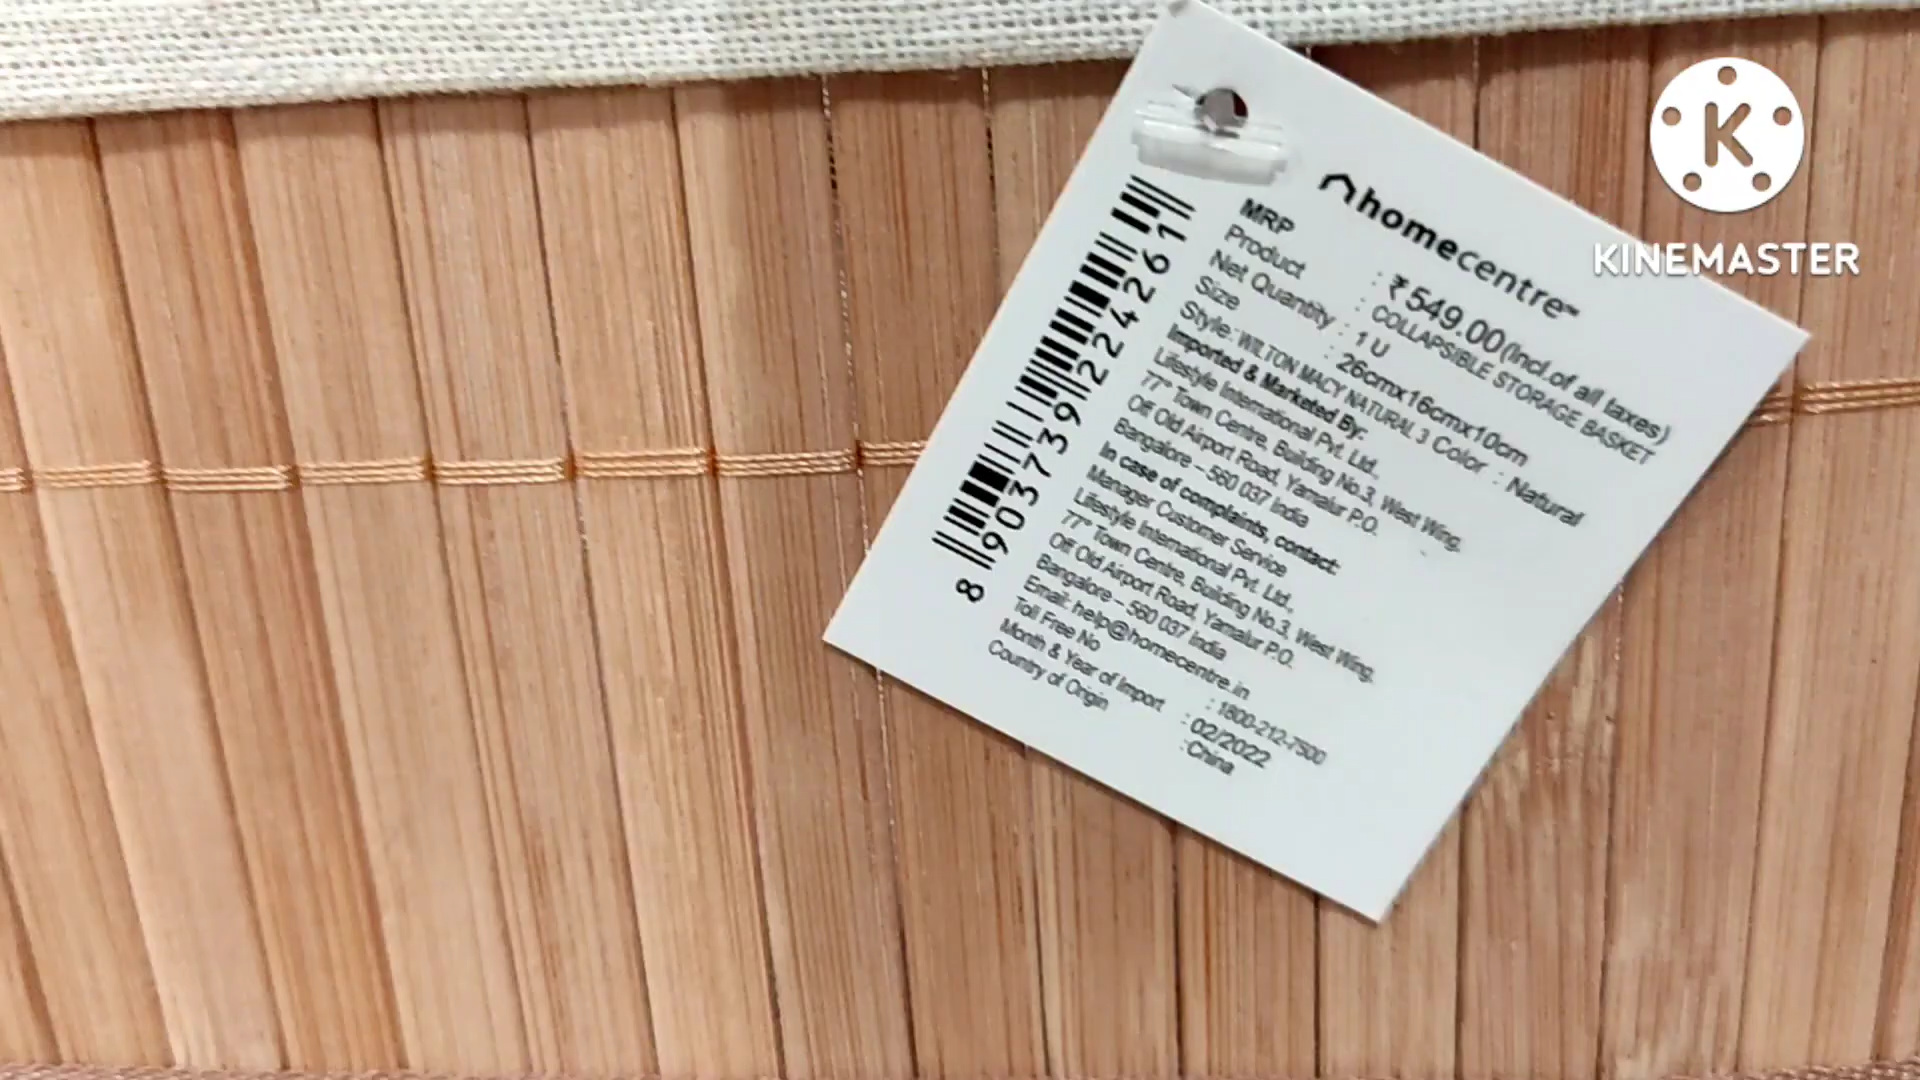 homecentre™
MRP : ₹ 549.00 (Incl.of all taxes)
Product : COLLAPSIBLE STORAGE BASKET
Net Quantity : 1 U
Size : 26cmx16cmx10cm
Style: WILTON MACY NATURAL 3 Color : Natural
Imported & Marketed By:
Lifestyle International Pvt. Ltd.,
77° Town Centre, Building No.3, West Wing,
Off Old Airport Road, Yamalur P.O.
Bangalore – 560 037 India
In case of complaints, contact:
Manager Customer Service
Lifestyle International Pvt. Ltd.,
77° Town Centre, Building No.3, West Wing,
Off Old Airport Road, Yamalur P.O.
Bangalore – 560 037 India
Email: help@homecentre.in
Toll Free No : 1800-212-7500
Month & Year of Import : 02/2022
Country of Origin : China
8 903739 224261
K
KINEMASTER